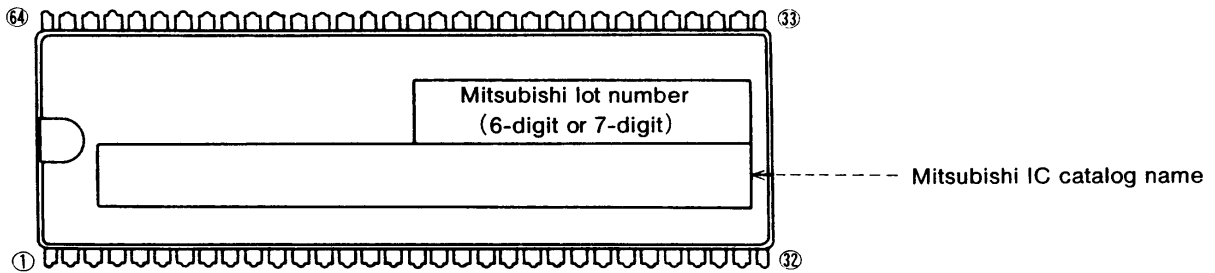 64 33
Mitsubishi lot number
(6-digit or 7-digit)
Mitsubishi IC catalog name
1 32